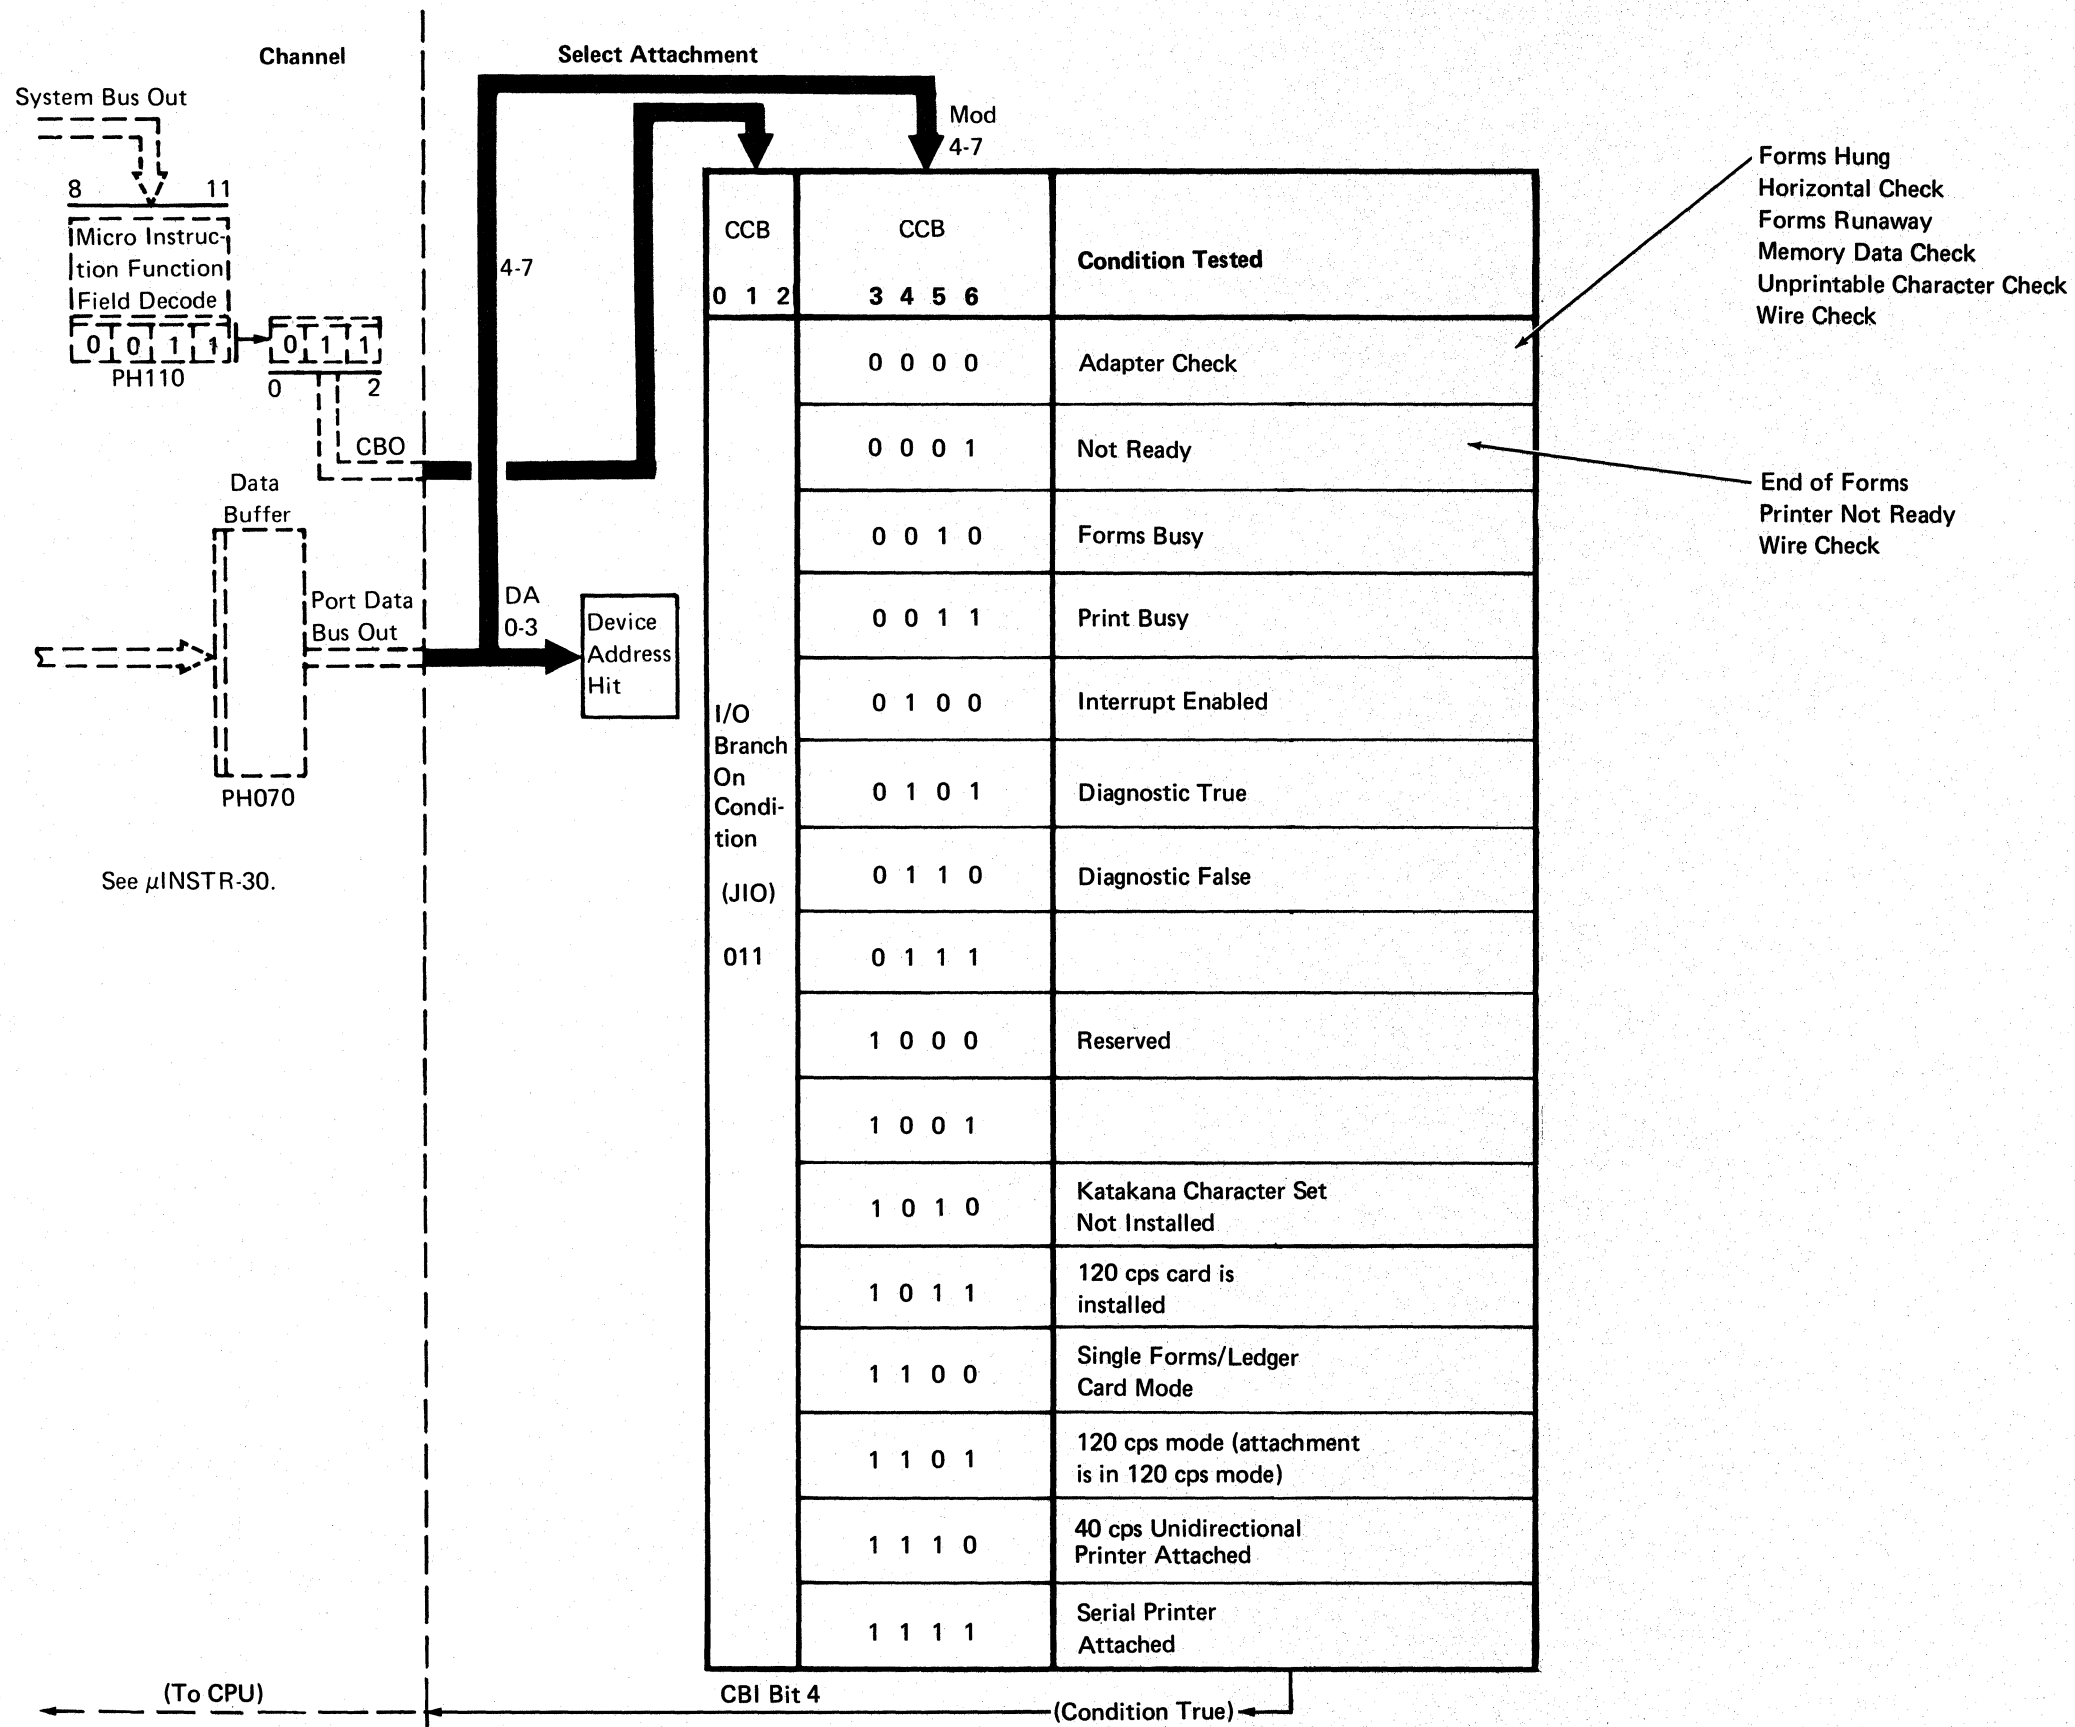 Channel
Select Attachment
System Bus Out
Mod
4-7
8 11
Micro Instruc-
tion Function
Field Decode
0 0 1 1
PH110
0 1 1
0 2
CBO
4-7
Data
Buffer
Port Data
Bus Out
PH070
DA
0-3
Device
Address
Hit
See μINSTR-30.
CCB
0 1 2
CCB
3 4 5 6
Condition Tested
I/O
Branch
On
Condi-
tion
(JIO)
011
0 0 0 0 Adapter Check
0 0 0 1 Not Ready
0 0 1 0 Forms Busy
0 0 1 1 Print Busy
0 1 0 0 Interrupt Enabled
0 1 0 1 Diagnostic True
0 1 1 0 Diagnostic False
0 1 1 1
1 0 0 0 Reserved
1 0 0 1
1 0 1 0 Katakana Character Set
Not Installed
1 0 1 1 120 cps card is
installed
1 1 0 0 Single Forms/Ledger
Card Mode
1 1 0 1 120 cps mode (attachment
is in 120 cps mode)
1 1 1 0 40 cps Unidirectional
Printer Attached
1 1 1 1 Serial Printer
Attached
Forms Hung
Horizontal Check
Forms Runaway
Memory Data Check
Unprintable Character Check
Wire Check
End of Forms
Printer Not Ready
Wire Check
(To CPU)
CBI Bit 4
(Condition True)